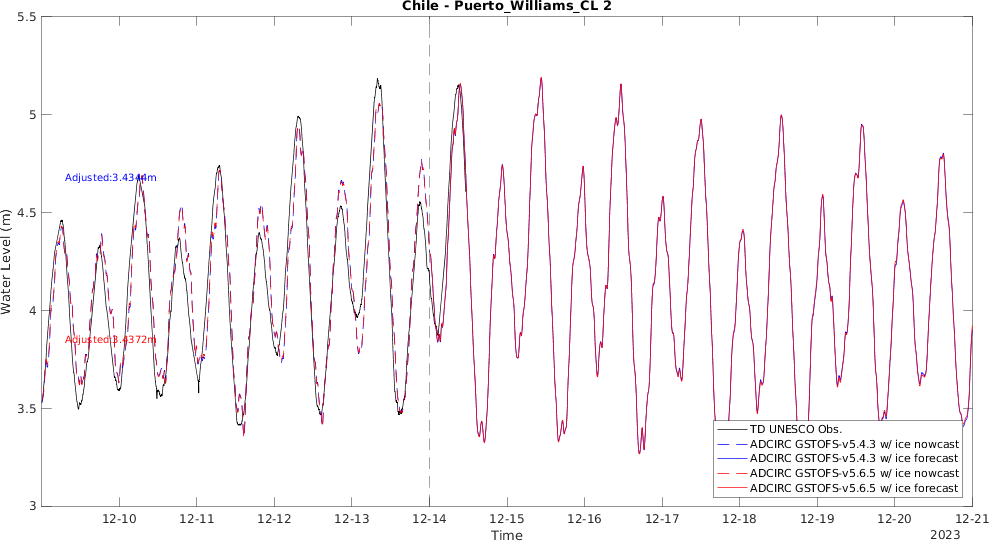 Chile - Puerto_Williams_CL 2
5.5
5
4.5
4
3.5
3
Water Level (m)
Adjusted:3.4344m
Adjusted:3.4372m
TD UNESCO Obs.
ADCIRC GSTOFS-v5.4.3 w/ ice nowcast
ADCIRC GSTOFS-v5.4.3 w/ ice forecast
ADCIRC GSTOFS-v5.6.5 w/ ice nowcast
ADCIRC GSTOFS-v5.6.5 w/ ice forecast
12-10 12-11 12-12 12-13 12-14 12-15 12-16 12-17 12-18 12-19 12-20 12-21
Time
2023